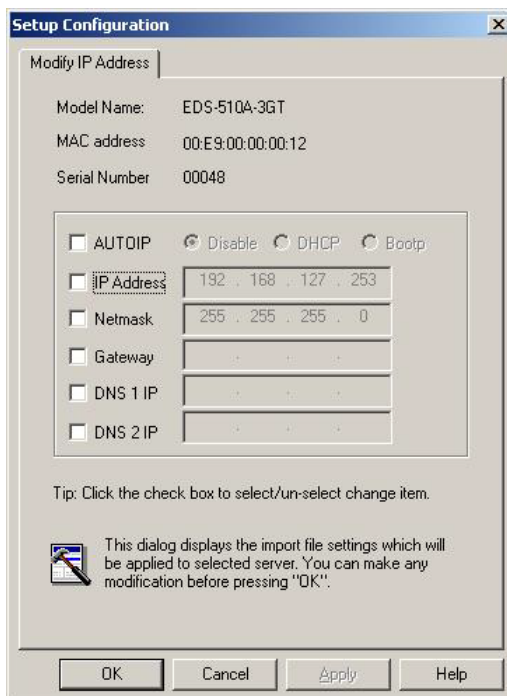 Setup Configuration
Modify IP Address
Model Name: EDS-510A-3GT
MAC address 00:E9:00:00:00:12
Serial Number 00048
AUTOIP Disable DHCP Bootp
IP Address 192 . 168 . 127 . 253
Netmask 255 . 255 . 255 . 0
Gateway . . .
DNS 1 IP . . .
DNS 2 IP . . .
Tip: Click the check box to select/un-select change item.
This dialog displays the import file settings which will
be applied to selected server. You can make any
modification before pressing "OK".
OK Cancel Apply Help